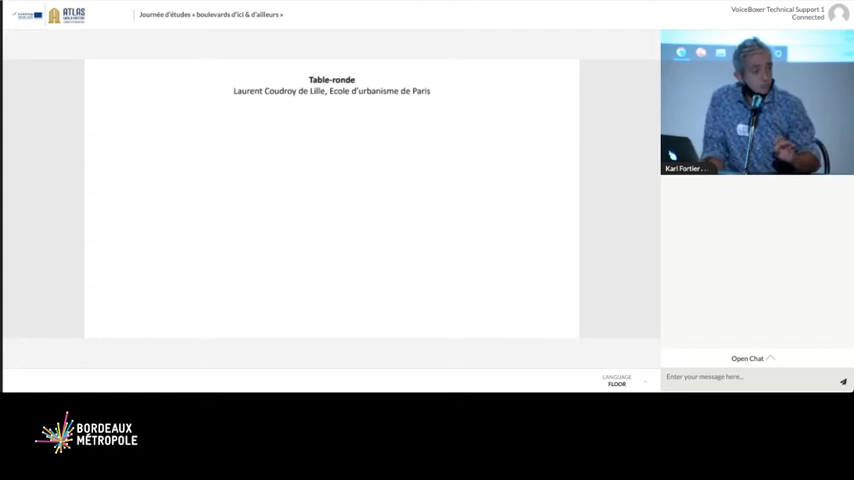 ATLAS
Journée d'études « boulevards d'ici & d'ailleurs »
VoiceBoxer Technical Support 1
Connected
Table-ronde
Laurent Coudroy de Lille, Ecole d'urbanisme de Paris
Karl Fortier ...
Open Chat
LANGUAGE
FLOOR
Enter your message here...
BORDEAUX
MÉTROPOLE